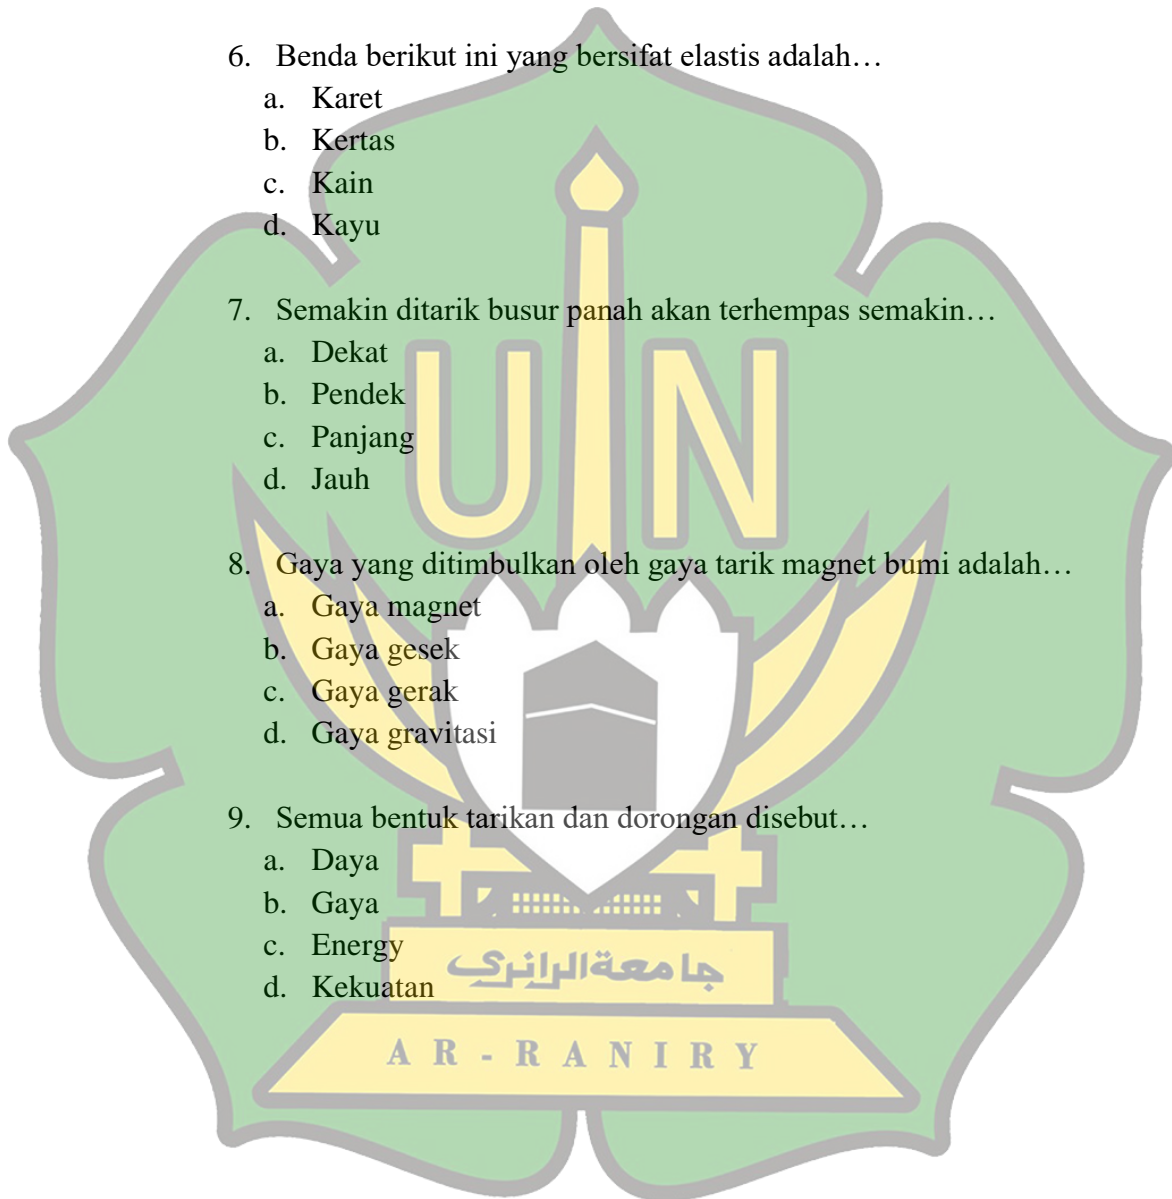 6. Benda berikut ini yang bersifat elastis adalah…
a. Karet
b. Kertas
c. Kain
d. Kayu
7. Semakin ditarik busur panah akan terhempas semakin…
a. Dekat
b. Pendek
c. Panjang
d. Jauh
8. Gaya yang ditimbulkan oleh gaya tarik magnet bumi adalah…
a. Gaya magnet
b. Gaya gesek
c. Gaya gerak
d. Gaya gravitasi
9. Semua bentuk tarikan dan dorongan disebut…
a. Daya
b. Gaya
c. Energy
d. Kekuatan
UIN
جامعةالرانري
AR-RANIRY